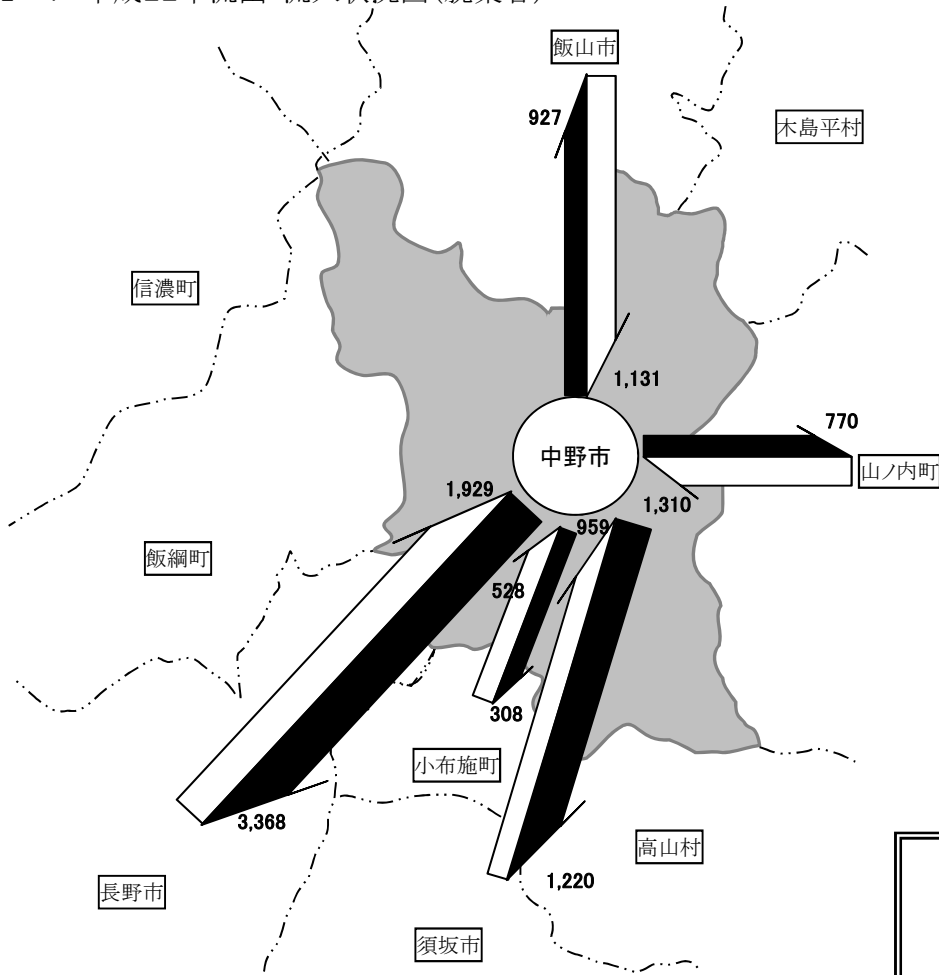 飯山市
927
木島平村
信濃町
1,131
770
中野市
山ノ内町
1,929
1,310
959
飯綱町
528
308
小布施町
3,368
高山村
1,220
長野市
須坂市